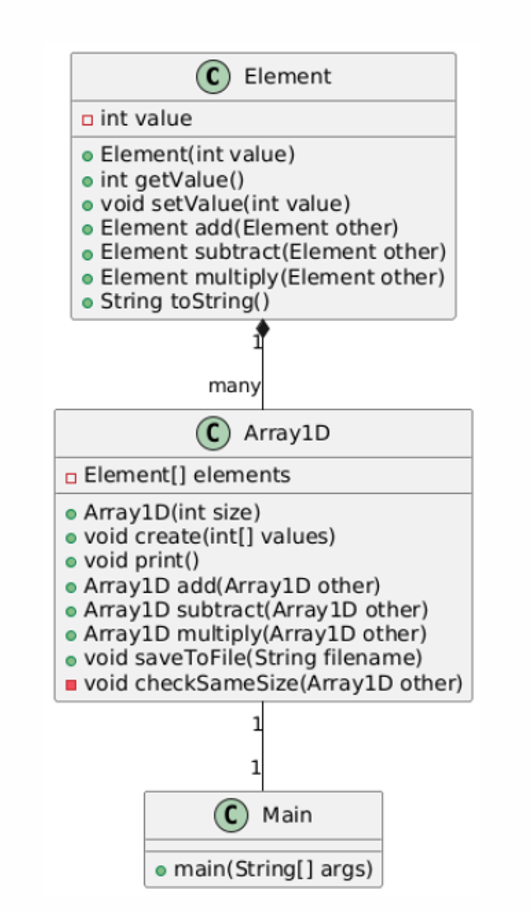 C Element
int value
Element(int value)
int getValue()
void setValue(int value)
Element add(Element other)
Element subtract(Element other)
Element multiply(Element other)
String toString()
1
many
C Array1D
Element[] elements
Array1D(int size)
void create(int[] values)
void print()
Array1D add(Array1D other)
Array1D subtract(Array1D other)
Array1D multiply(Array1D other)
void saveToFile(String filename)
void checkSameSize(Array1D other)
1
1
C Main
main(String[] args)